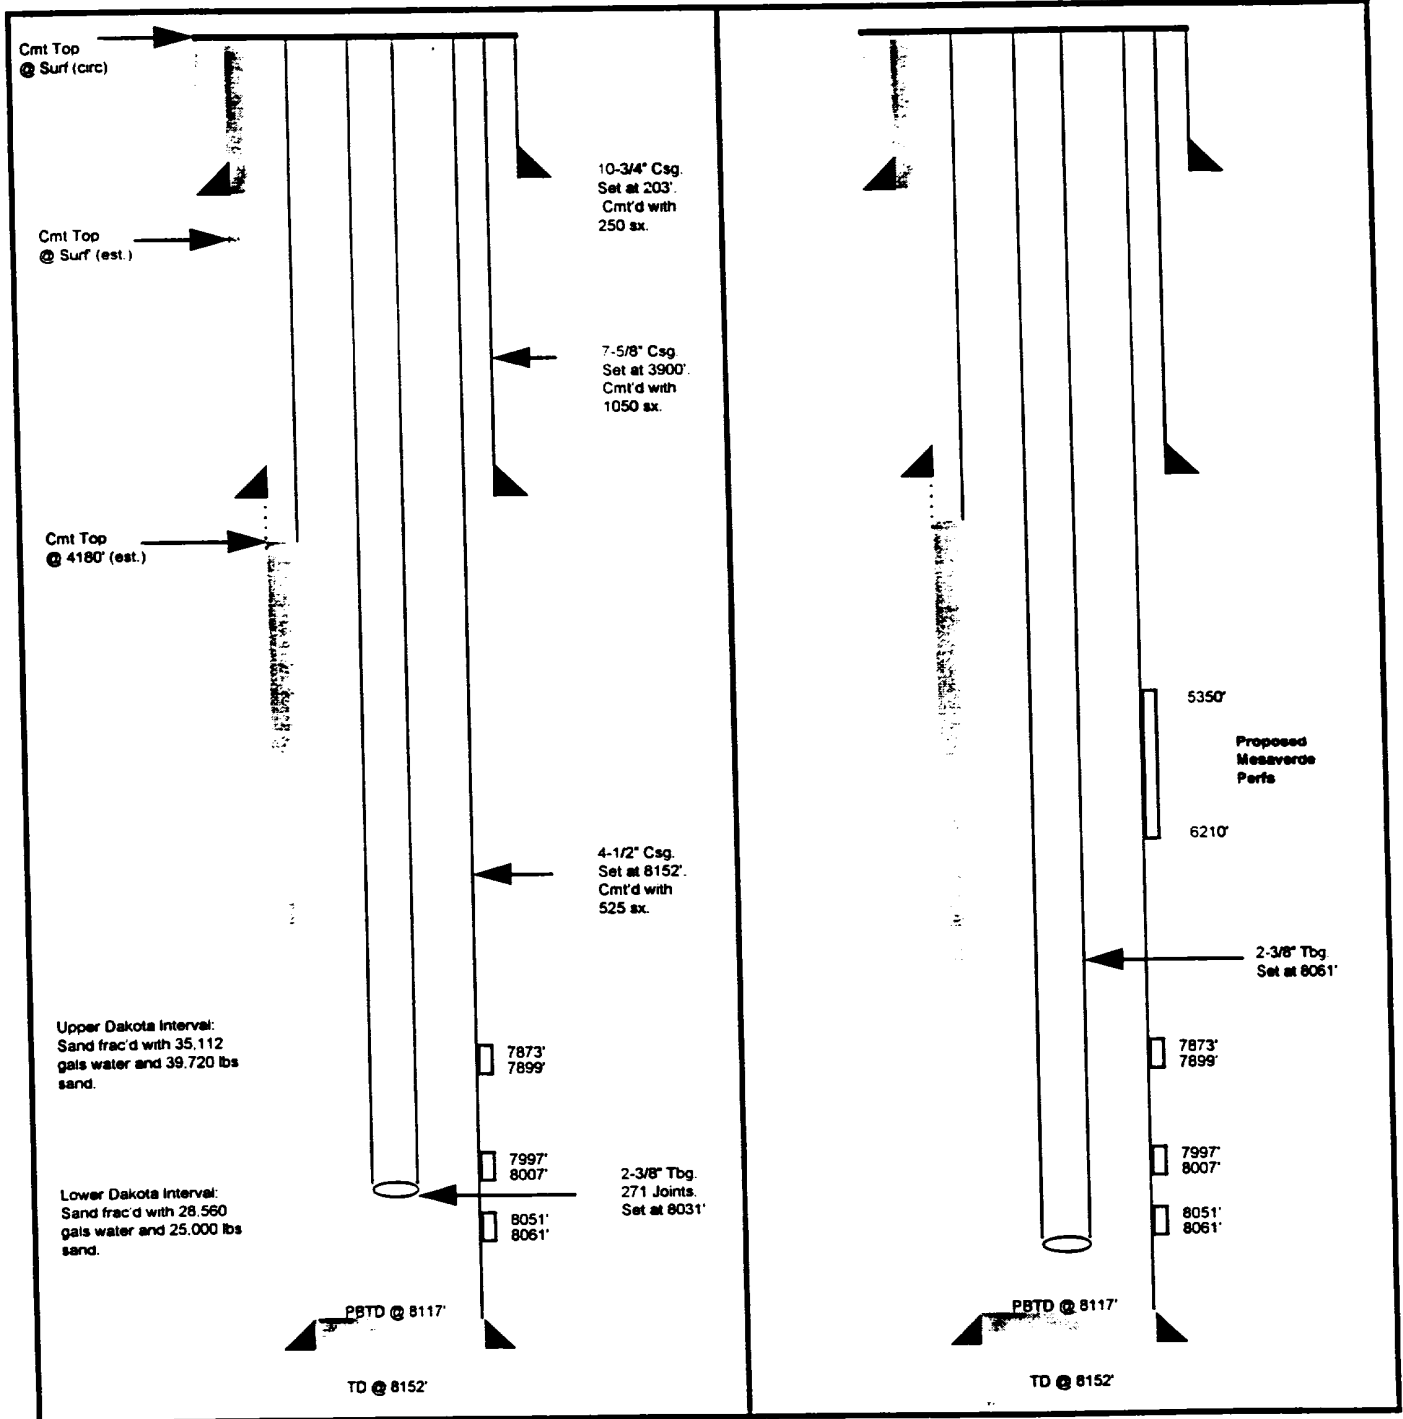 Cmt Top
@ Surf (circ)
10-3/4" Csg.
Set at 203'.
Cmt'd with
250 sx.
Cmt Top
@ Surf (est.)
7-5/8" Csg.
Set at 3900'.
Cmt'd with
1050 sx.
Cmt Top
@ 4180' (est.)
4-1/2" Csg.
Set at 8152'.
Cmt'd with
525 sx.
Upper Dakota Interval:
Sand frac'd with 35,112
gals water and 39,720 lbs
sand.
7873'
7899'
7997'
8007'
2-3/8" Tbg.
271 Joints.
Set at 8031'
Lower Dakota Interval:
Sand frac'd with 28,560
gals water and 25,000 lbs
sand.
8051'
8061'
PBTD @ 8117'
TD @ 8152'
5350'
Proposed
Mesaverde
Perfs
6210'
2-3/8" Tbg.
Set at 8061'
7873'
7899'
7997'
8007'
8051'
8061'
PBTD @ 8117'
TD @ 8152'